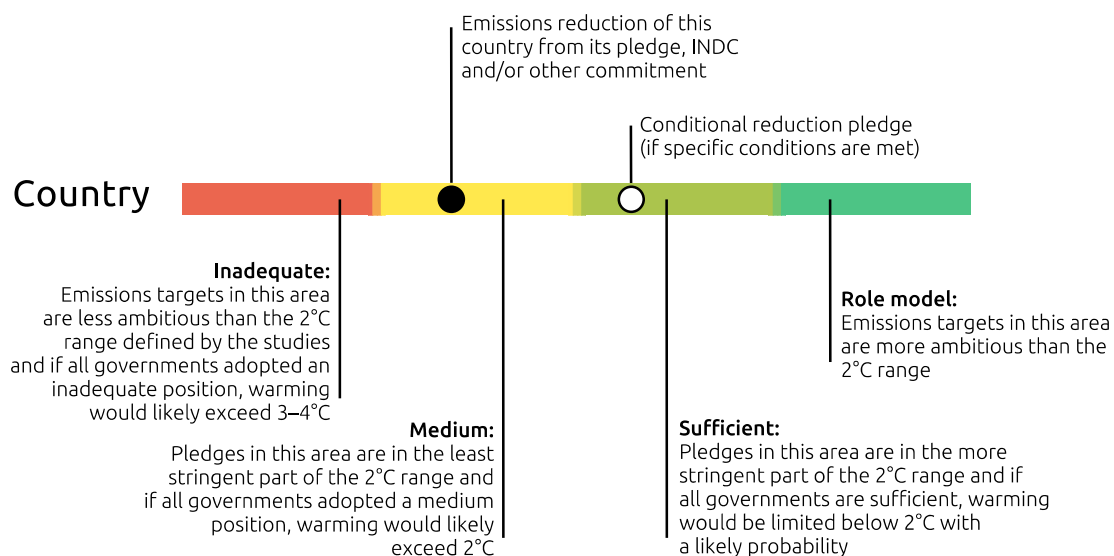 Emissions reduction of this
country from its pledge, INDC
and/or other commitment
Conditional reduction pledge
(if specific conditions are met)
Country
Inadequate:
Emissions targets in this area
are less ambitious than the 2°C
range defined by the studies
and if all governments adopted an
inadequate position, warming
would likely exceed 3–4°C
Medium:
Pledges in this area are in the least
stringent part of the 2°C range and
if all governments adopted a medium
position, warming would likely
exceed 2°C
Sufficient:
Pledges in this area are in the more
stringent part of the 2°C range and if
all governments are sufficient, warming
would be limited below 2°C with
a likely probability
Role model:
Emissions targets in this area
are more ambitious than the
2°C range